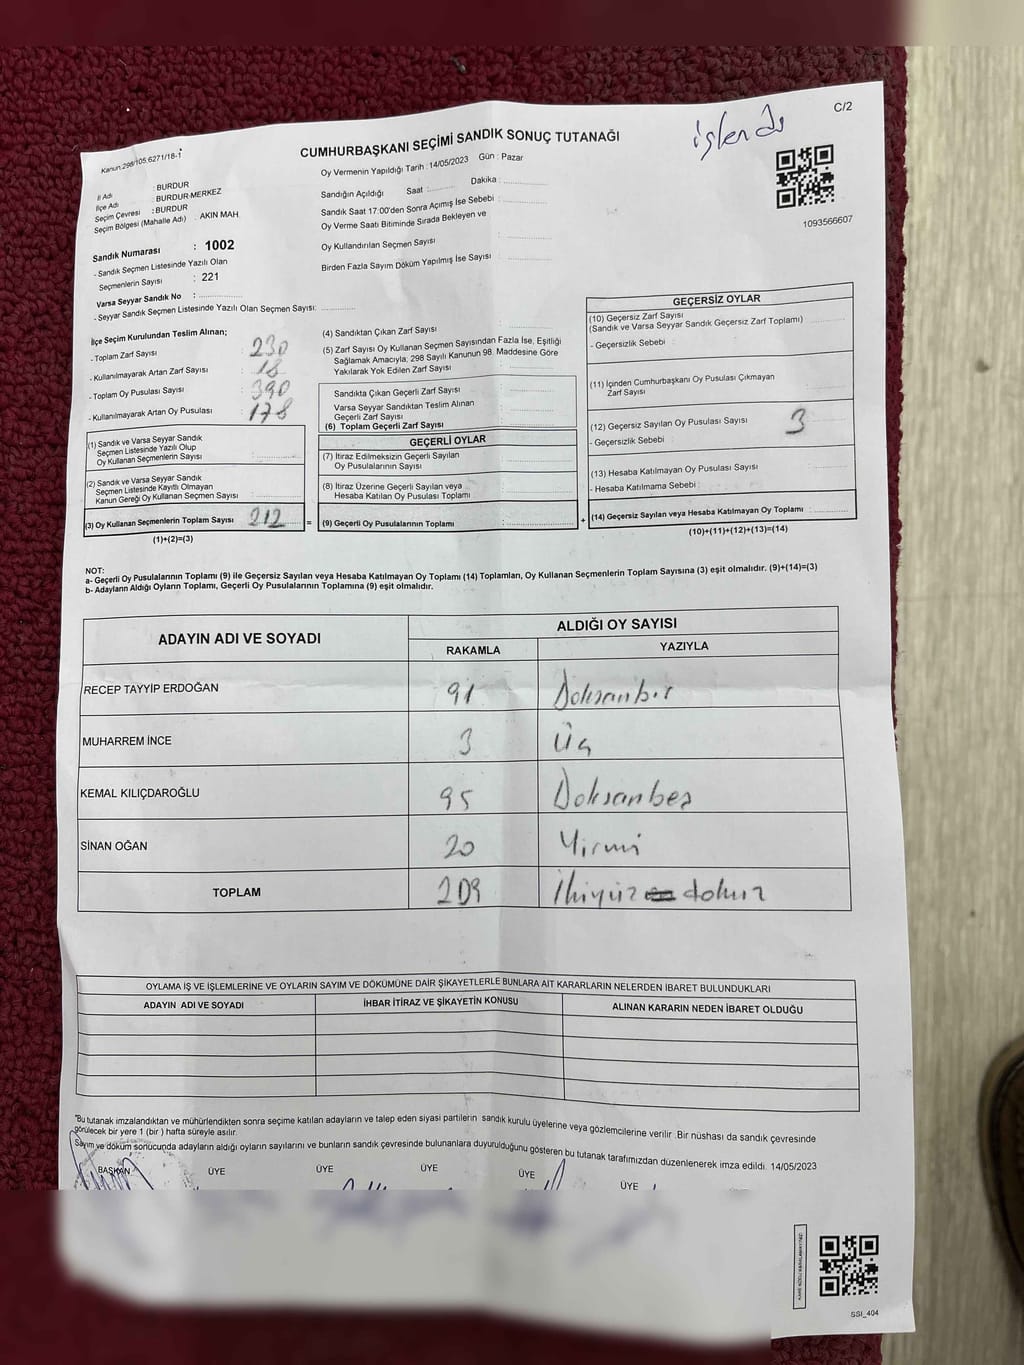 işlendi
C/2
Kanun:298/105.6271/18-1
CUMHURBAŞKANI SEÇİMİ SANDIK SONUÇ TUTANAĞI
Oy Vermenin Yapıldığı Tarih : 14/05/2023 Gün : Pazar
İl Adı : BURDUR
İlçe Adı : BURDUR-MERKEZ
Seçim Çevresi : BURDUR
Seçim Bölgesi (Mahalle Adı) : AKIN MAH.
Sandık Numarası : 1002
- Sandık Seçmen Listesinde Yazılı Olan
Seçmenlerin Sayısı : 221
Varsa Seyyar Sandık No :
- Seyyar Sandık Seçmen Listesinde Yazılı Olan Seçmen Sayısı:
Sandığın Açıldığı Saat : Dakika :
Sandık Saat 17:00'den Sonra Açımış İse Sebebi :
Oy Verme Saati Bitiminde Sırada Bekleyen ve
Oy Kullandırılan Seçmen Sayısı :
Birden Fazla Sayım Döküm Yapılmış İse Sayısı :
1093566607
İlçe Seçim Kurulundan Teslim Alınan;
- Toplam Zarf Sayısı : 230
- Kullanılmayarak Artan Zarf Sayısı : 18
- Toplam Oy Pusulası Sayısı : 390
- Kullanılmayarak Artan Oy Pusulası : 178
(1) Sandık ve Varsa Seyyar Sandık
Seçmen Listesinde Yazılı Olup
Oy Kullanan Seçmenlerin Sayısı :
(2) Sandık ve Varsa Seyyar Sandık
Seçmen Listesinde Kayıtlı Olmayan
Kanun Gereği Oy Kullanan Seçmen Sayısı :
(3) Oy Kullanan Seçmenlerin Toplam Sayısı : 212 =
(1)+(2)=(3)
(4) Sandıktan Çıkan Zarf Sayısı :
(5) Zarf Sayısı Oy Kullanan Seçmen Sayısından Fazla İse, Eşitliği
Sağlamak Amacıyla, 298 Sayılı Kanunun 98. Maddesine Göre
Yakılarak Yok Edilen Zarf Sayısı :
Sandıkta Çıkan Geçerli Zarf Sayısı :
Varsa Seyyar Sandıktan Teslim Alınan
Geçerli Zarf Sayısı :
(6) Toplam Geçerli Zarf Sayısı :
GEÇERLİ OYLAR
(7) İtiraz Edilmeksizin Geçerli Sayılan
Oy Pusulalarının Sayısı :
(8) İtiraz Üzerine Geçerli Sayılan veya
Hesaba Katılan Oy Pusulası Toplamı :
(9) Geçerli Oy Pusulalarının Toplamı : +
GEÇERSİZ OYLAR
(10) Geçersiz Zarf Sayısı
(Sandık ve Varsa Seyyar Sandık Geçersiz Zarf Toplamı) :
- Geçersizlik Sebebi :
(11) İçinden Cumhurbaşkanı Oy Pusulası Çıkmayan
Zarf Sayısı :
(12) Geçersiz Sayılan Oy Pusulası Sayısı : 3
- Geçersizlik Sebebi :
(13) Hesaba Katılmayan Oy Pusulası Sayısı :
- Hesaba Katılmama Sebebi :
(14) Geçersiz Sayılan veya Hesaba Katılmayan Oy Toplamı :
(10)+(11)+(12)+(13)=(14)
NOT:
a- Geçerli Oy Pusulalarının Toplamı (9) ile Geçersiz Sayılan veya Hesaba Katılmayan Oy Toplamı (14) Toplamları, Oy Kullanan Seçmenlerin Toplam Sayısına (3) eşit olmalıdır. (9)+(14)=(3)
b- Adayların Aldığı Oyların Toplamı, Geçerli Oy Pusulalarının Toplamına (9) eşit olmalıdır.
ADAYIN ADI VE SOYADI ALDIĞI OY SAYISI
RAKAMLA YAZIYLA
RECEP TAYYİP ERDOĞAN 91 Doksanbir
MUHARREM İNCE 3 Üç
KEMAL KILIÇDAROĞLU 95 Doksanbeş
SİNAN OĞAN 20 Yirmi
TOPLAM 209 İkiyüz dokuz
OYLAMA İŞ VE İŞLEMLERİNE VE OYLARIN SAYIM VE DÖKÜMÜNE DAİR ŞİKAYETLERLE BUNLARA AİT KARARLARIN NELERDEN İBARET BULUNDUKLARI
ADAYIN ADI VE SOYADI İHBAR İTİRAZ VE ŞİKAYETİN KONUSU ALINAN KARARIN NEDEN İBARET OLDUĞU
"Bu tutanak imzalandıktan ve mühürlendikten sonra seçime katılan adayların ve talep eden siyasi partilerin sandık kurulu üyelerine veya gözlemcilerine verilir .Bir nüshası da sandık çevresinde
görülecek bir yere 1 (bir ) hafta süreyle asılır.
Sayım ve döküm sonucunda adayların aldığı oyların sayılarını ve bunların sandık çevresinde bulunanlara duyurulduğunu gösteren bu tutanak tarafımızdan düzenlenerek imza edildi. 14/05/2023
BAŞKAN ÜYE ÜYE ÜYE ÜYE ÜYE
SSI_404